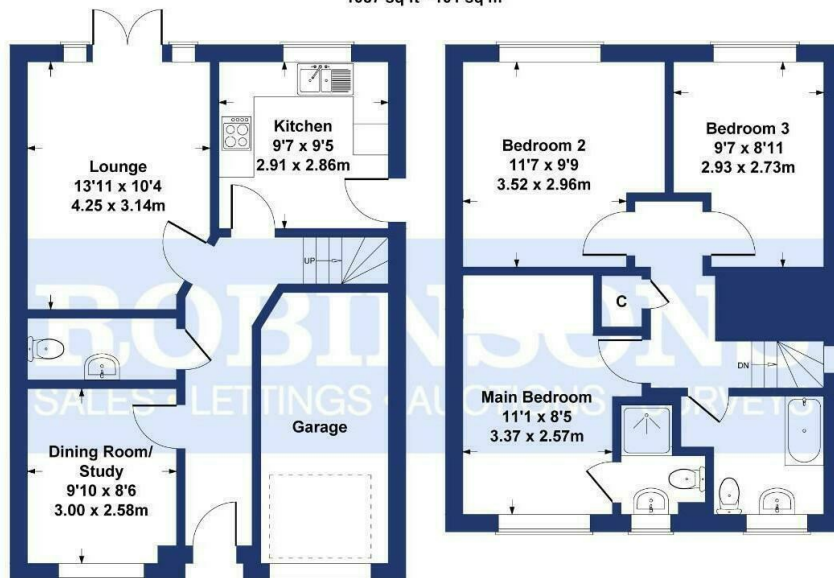 Lounge
13'11 x 10'4
4.25 x 3.14m
Kitchen
9'7 x 9'5
2.91 x 2.86m
UP
Dining Room/
Study
9'10 x 8'6
3.00 x 2.58m
Garage
Bedroom 2
11'7 x 9'9
3.52 x 2.96m
Bedroom 3
9'7 x 8'11
2.93 x 2.73m
C
DN
Main Bedroom
11'1 x 8'5
3.37 x 2.57m
ROBINSONS
SALES • LETTINGS • AUCTIONS • SURVEYS